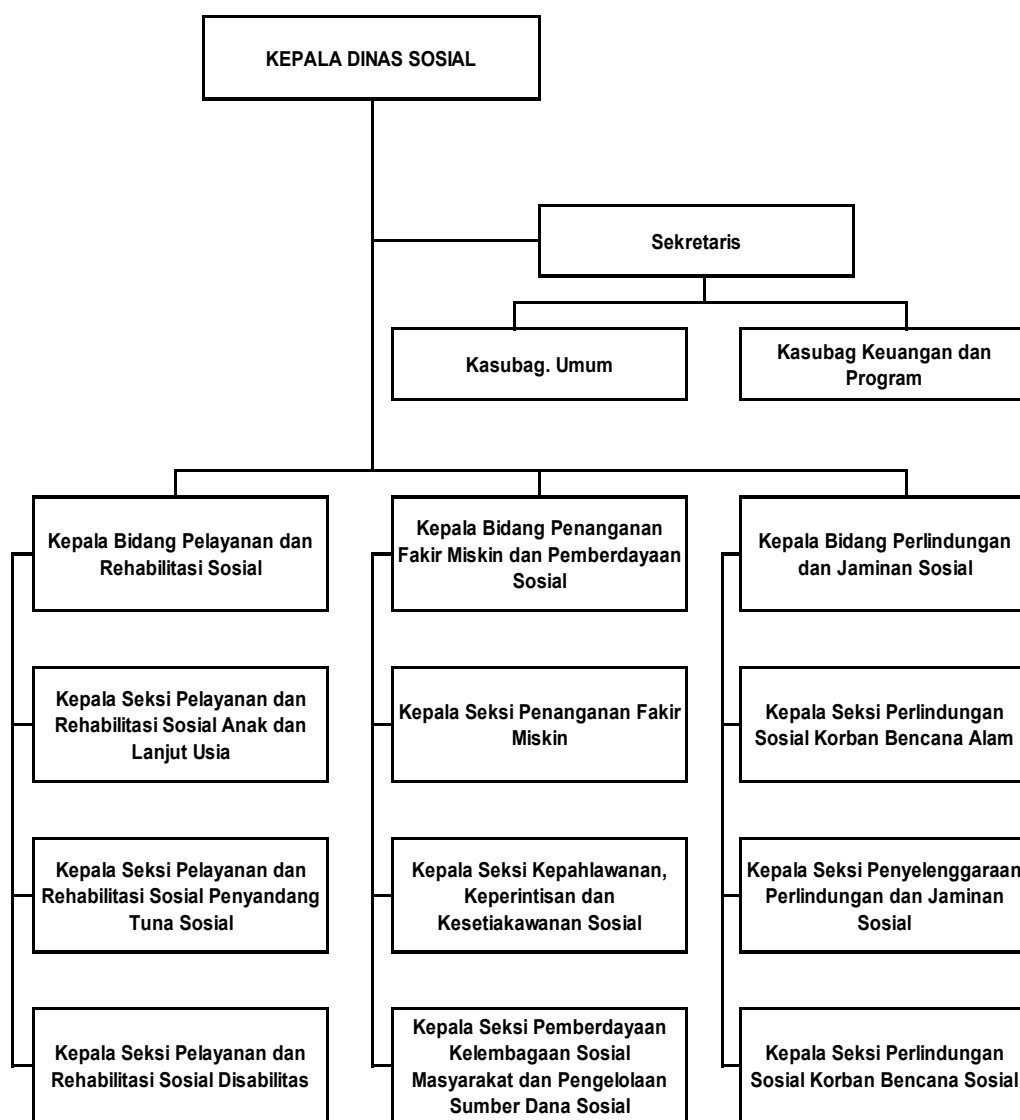 KEPALA DINAS SOSIAL
Sekretaris
Kasubag. Umum
Kasubag Keuangan dan
Program
Kepala Bidang Pelayanan dan
Rehabilitasi Sosial
Kepala Bidang Penanganan
Fakir Miskin dan Pemberdayaan
Sosial
Kepala Bidang Perlindungan
dan Jaminan Sosial
Kepala Seksi Pelayanan dan
Rehabilitasi Sosial Anak dan
Lanjut Usia
Kepala Seksi Penanganan Fakir
Miskin
Kepala Seksi Perlindungan
Sosial Korban Bencana Alam
Kepala Seksi Pelayanan dan
Rehabilitasi Sosial Penyandang
Tuna Sosial
Kepala Seksi Kepahlawanan,
Keperintisan dan
Kesetiakawanan Sosial
Kepala Seksi Penyelenggaraan
Perlindungan dan Jaminan
Sosial
Kepala Seksi Pelayanan dan
Rehabilitasi Sosial Disabilitas
Kepala Seksi Pemberdayaan
Kelembagaan Sosial
Masyarakat dan Pengelolaan
Sumber Dana Sosial
Kepala Seksi Perlindungan
Sosial Korban Bencana Sosial